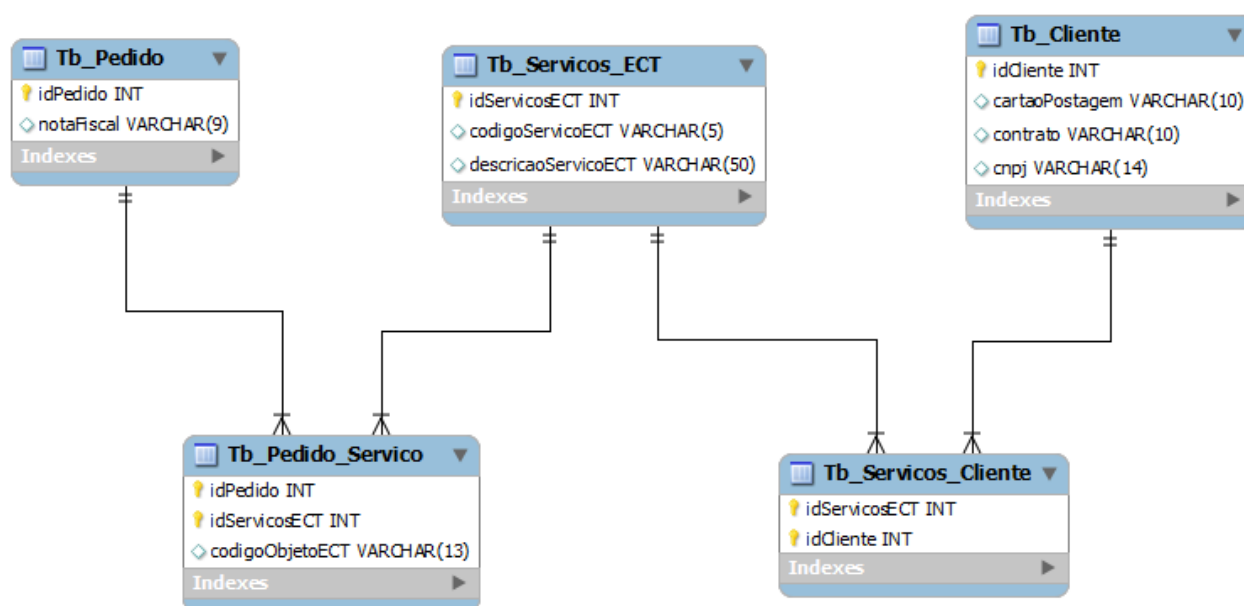 Tb_Pedido
idPedido INT
notaFiscal VARCHAR(9)
Indexes
Tb_Servicos_ECT
idServicosECT INT
codigoServicoECT VARCHAR(5)
descricaoServicoECT VARCHAR(50)
Indexes
Tb_Cliente
idCliente INT
cartaoPostagem VARCHAR(10)
contrato VARCHAR(10)
cnpj VARCHAR(14)
Indexes
Tb_Pedido_Servico
idPedido INT
idServicosECT INT
codigoObjetoECT VARCHAR(13)
Indexes
Tb_Servicos_Cliente
idServicosECT INT
idCliente INT
Indexes